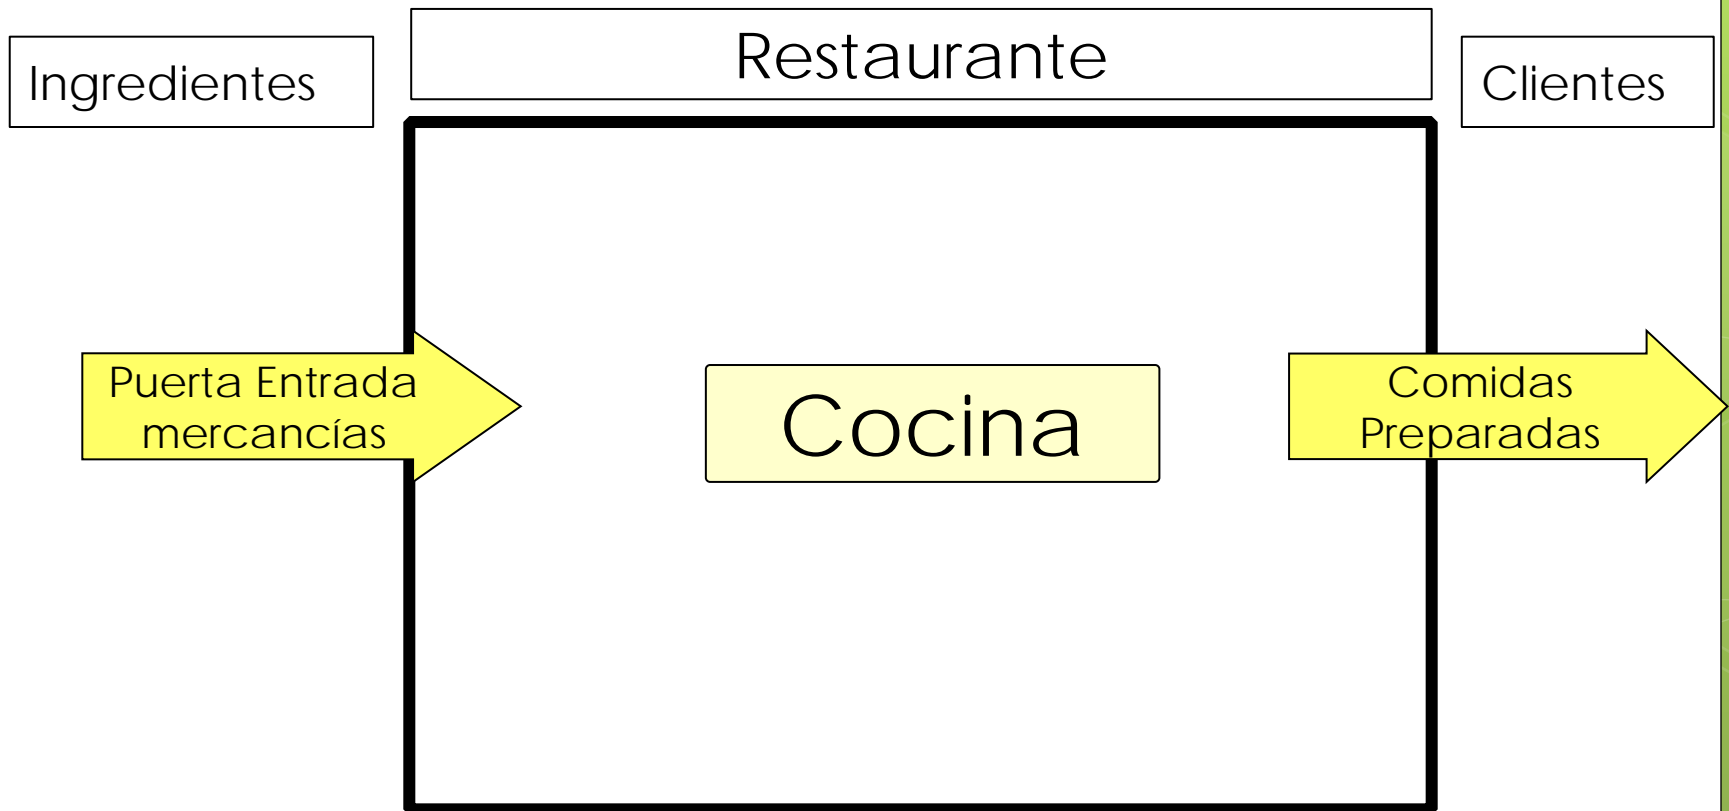 Restaurante
Ingredientes
Clientes
Puerta Entrada
mercancías
Cocina
Comidas
Preparadas